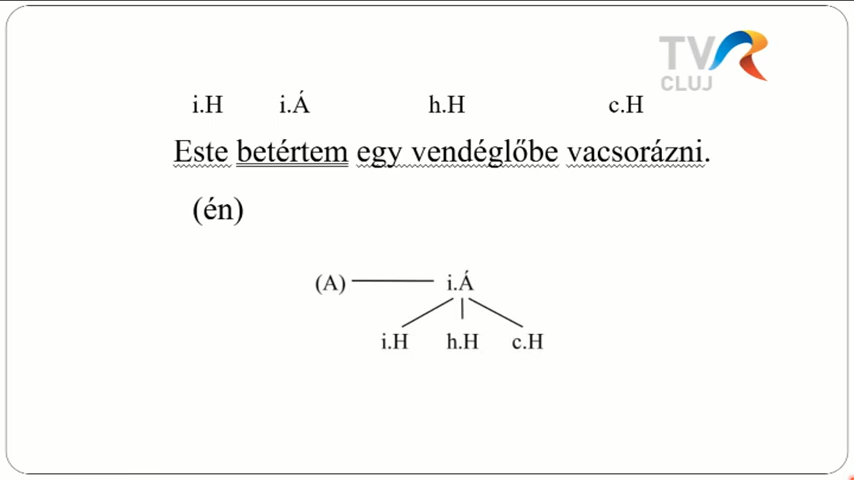 TVR
CLUJ
i.H i.Á h.H c.H
Este betértem egy vendéglőbe vacsorázni.
(én)
(A) i.Á
i.H h.H c.H